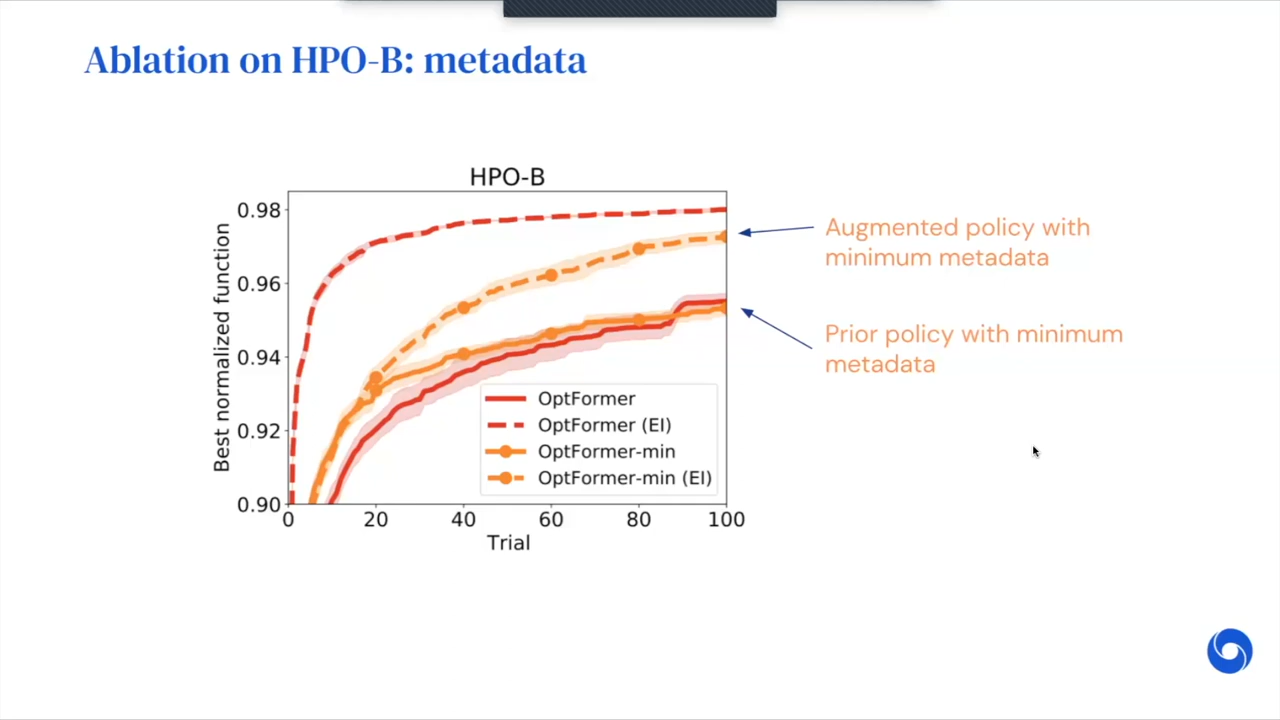 Ablation on HPO-B: metadata
HPO-B
Best normalized function
0.98
0.96
0.94
0.92
0.90
0
20
40
60
80
100
Trial
OptFormer
OptFormer (EI)
OptFormer-min
OptFormer-min (EI)
Augmented policy with
minimum metadata
Prior policy with minimum
metadata